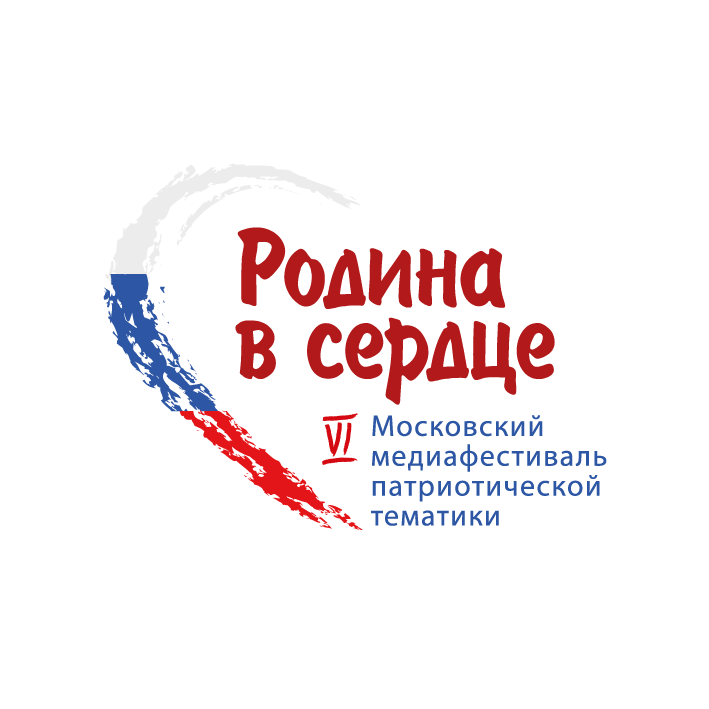 Родина
в сердце
VI Московский
медиафестиваль
патриотической
тематики